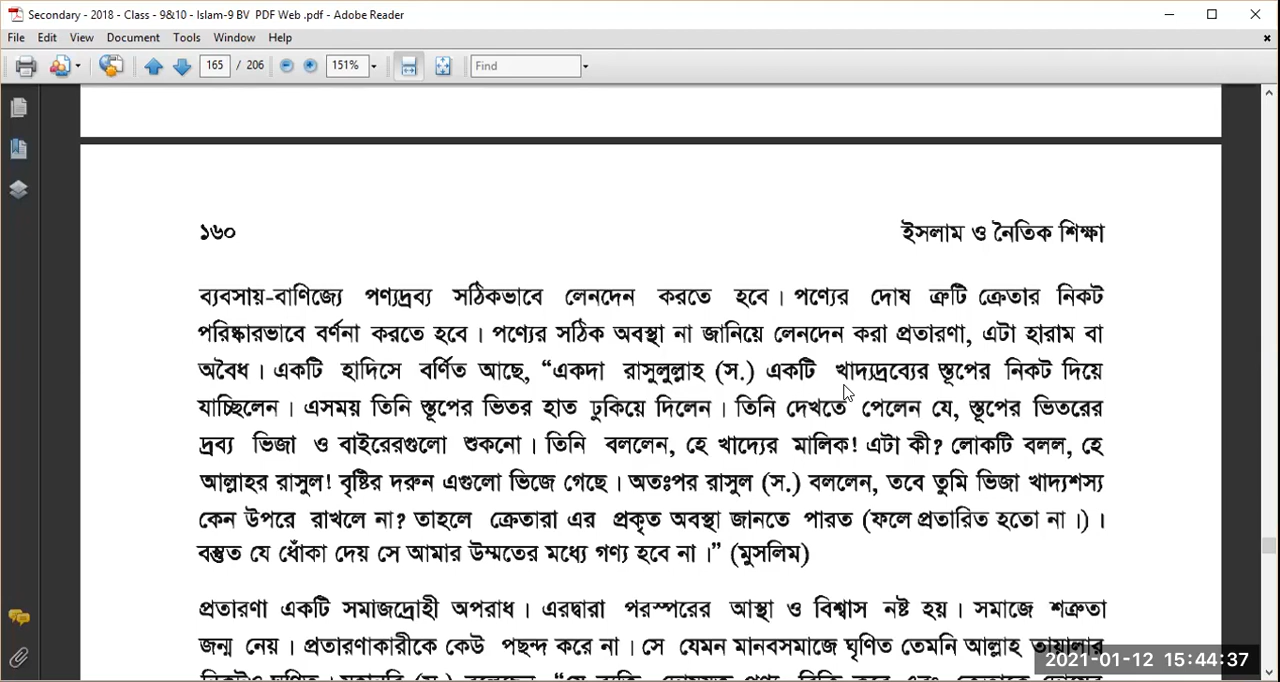 Secondary - 2018 - Class - 9&10 - Islam-9 BV PDF Web .pdf - Adobe Reader
File Edit View Document Tools Window Help
165 / 206 151% Find
১৬০ ইসলাম ও নৈতিক শিক্ষা
ব্যবসায়-বাণিজ্যে পণ্যদ্রব্য সঠিকভাবে লেনদেন করতে হবে। পণ্যের দোষ ত্রুটি ক্রেতার নিকট
পরিষ্কারভাবে বর্ণনা করতে হবে। পণ্যের সঠিক অবস্থা না জানিয়ে লেনদেন করা প্রতারণা, এটা হারাম বা
অবৈধ। একটি হাদিসে বর্ণিত আছে, “একদা রাসুলুল্লাহ (স.) একটি খাদ্যদ্রব্যের স্তূপের নিকট দিয়ে
যাচ্ছিলেন। এসময় তিনি স্তূপের ভিতর হাত ঢুকিয়ে দিলেন। তিনি দেখতে পেলেন যে, স্তূপের ভিতরের
দ্রব্য ভিজা ও বাইরেরগুলো শুকনো। তিনি বললেন, হে খাদ্যের মালিক! এটা কী? লোকটি বলল, হে
আল্লাহর রাসুল! বৃষ্টির দরুন এগুলো ভিজে গেছে। অতঃপর রাসুল (স.) বললেন, তবে তুমি ভিজা খাদ্যশস্য
কেন উপরে রাখলে না? তাহলে ক্রেতারা এর প্রকৃত অবস্থা জানতে পারত (ফলে প্রতারিত হতো না।)।
বস্তুত যে ধোঁকা দেয় সে আমার উম্মতের মধ্যে গণ্য হবে না।” (মুসলিম)
প্রতারণা একটি সমাজদ্রোহী অপরাধ। এরদ্বারা পরস্পরের আস্থা ও বিশ্বাস নষ্ট হয়। সমাজে শত্রুতা
জন্ম নেয়। প্রতারণাকারীকে কেউ পছন্দ করে না। সে যেমন মানবসমাজে ঘৃণিত তেমনি আল্লাহ তায়ালার
2021-01-12 15:44:37